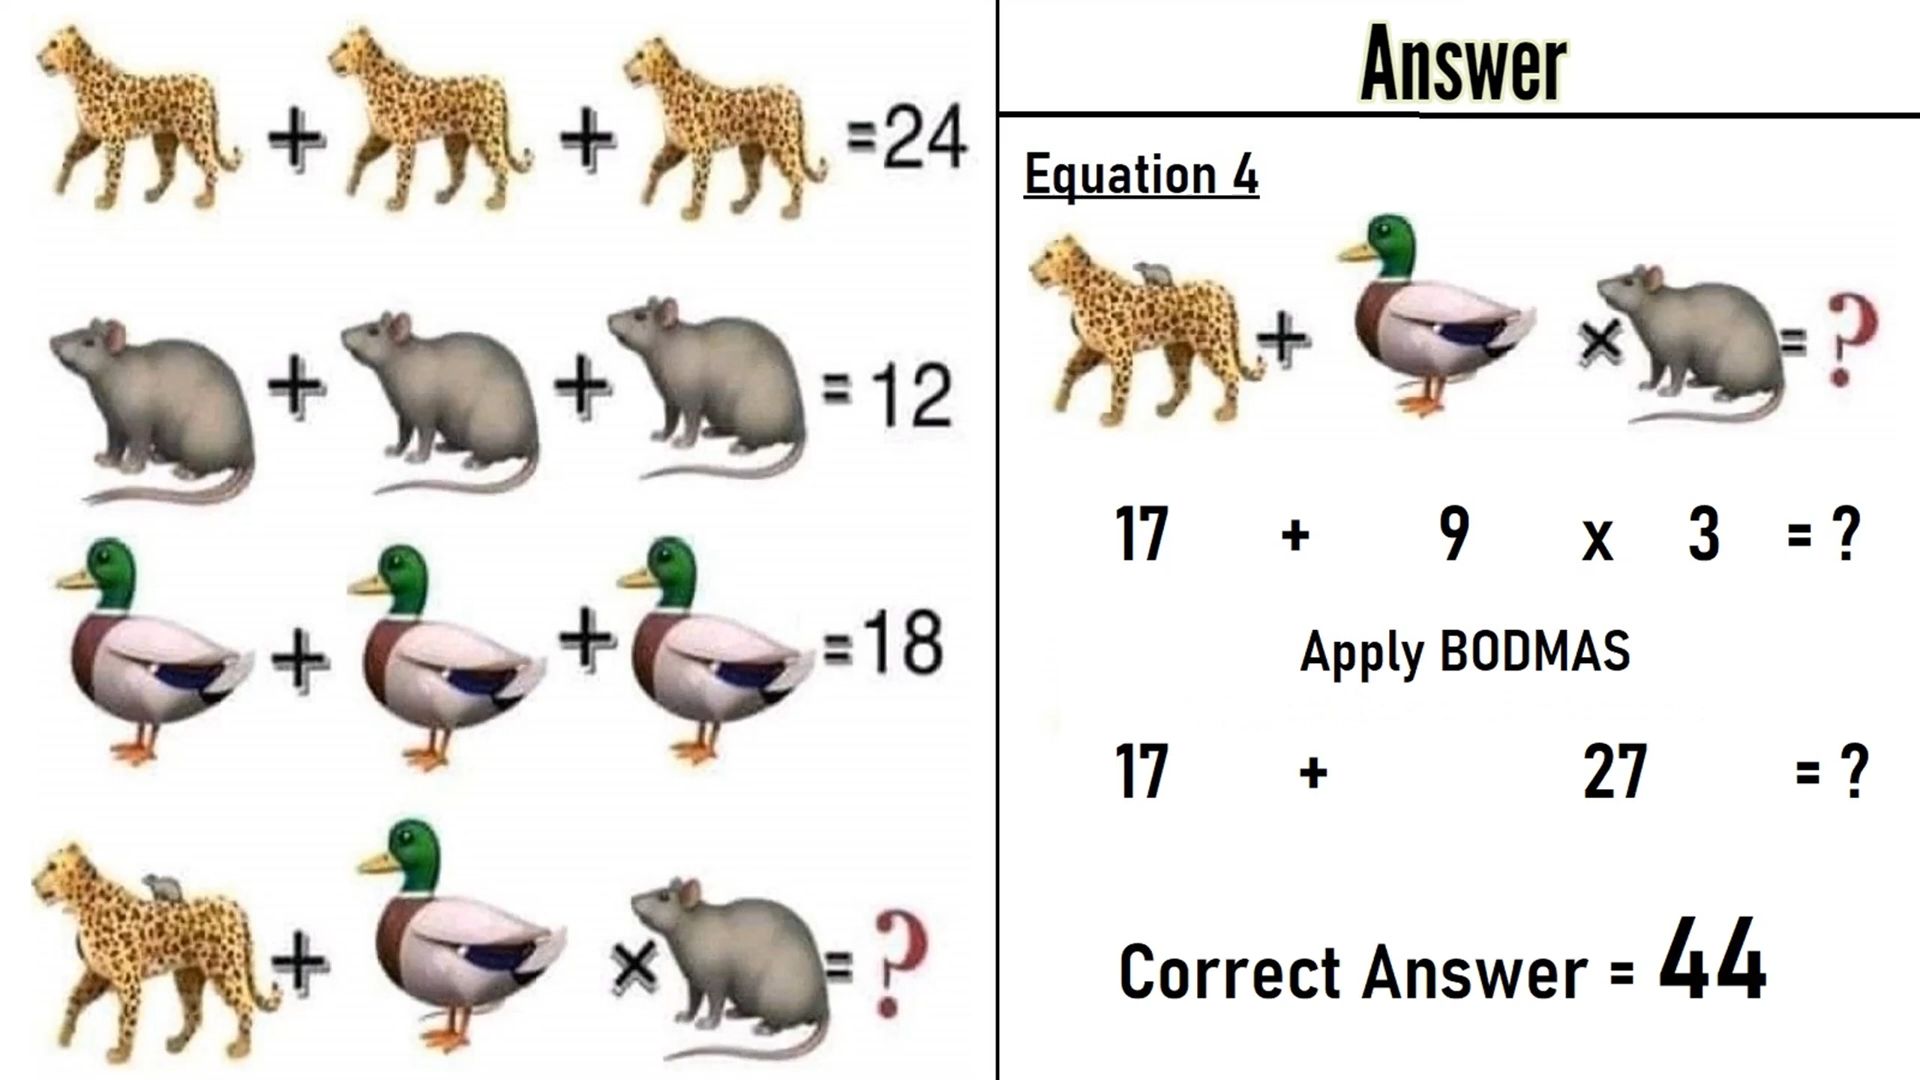 + + =24
+ + = 12
+ + =18
+ × = ?
Answer
Equation 4
+ × = ?
17 + 9 x 3 = ?
Apply BODMAS
17 + 27 = ?
Correct Answer = 44